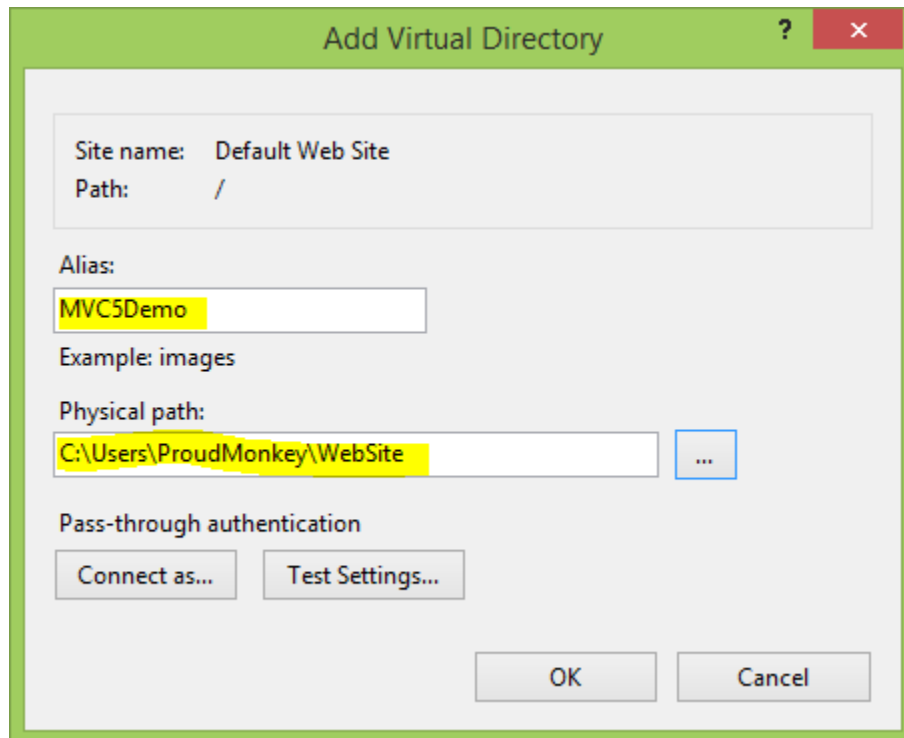 Add Virtual Directory
?
×
Site name: Default Web Site
Path: /
Alias:
MVC5Demo
Example: images
Physical path:
C:\Users\ProudMonkey\WebSite
...
Pass-through authentication
Connect as... Test Settings...
OK Cancel